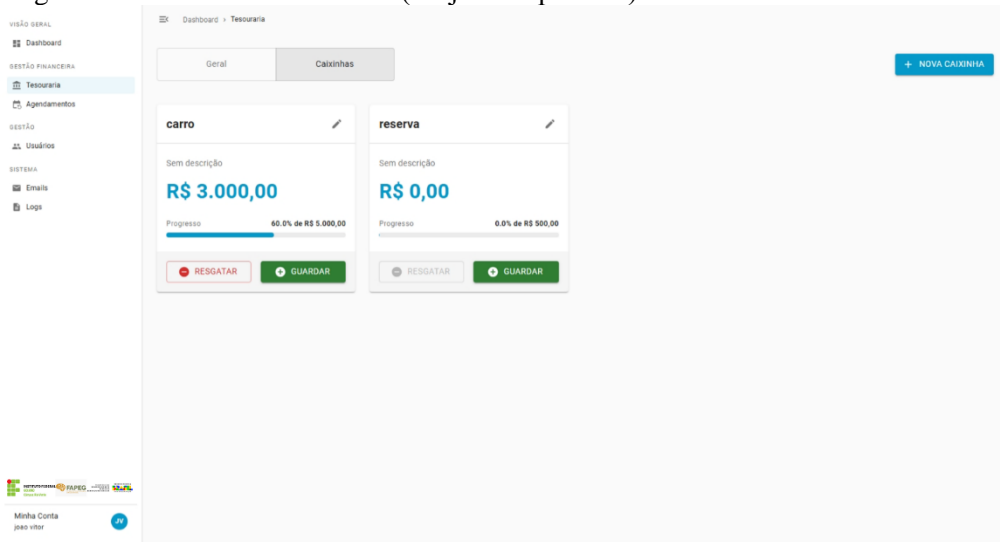 VISÃO GERAL
Dashboard
GESTÃO FINANCEIRA
Tesouraria
Agendamentos
GESTÃO
Usuários
SISTEMA
Emails
Logs
FAPEG
Minha Conta
joao vitor
JV
Dashboard > Tesouraria
Geral
Caixinhas
+ NOVA CAIXINHA
carro
Sem descrição
R$ 3.000,00
Progresso 60.0% de R$ 5.000,00
RESGATAR
GUARDAR
reserva
Sem descrição
R$ 0,00
Progresso 0.0% de R$ 500,00
RESGATAR
GUARDAR